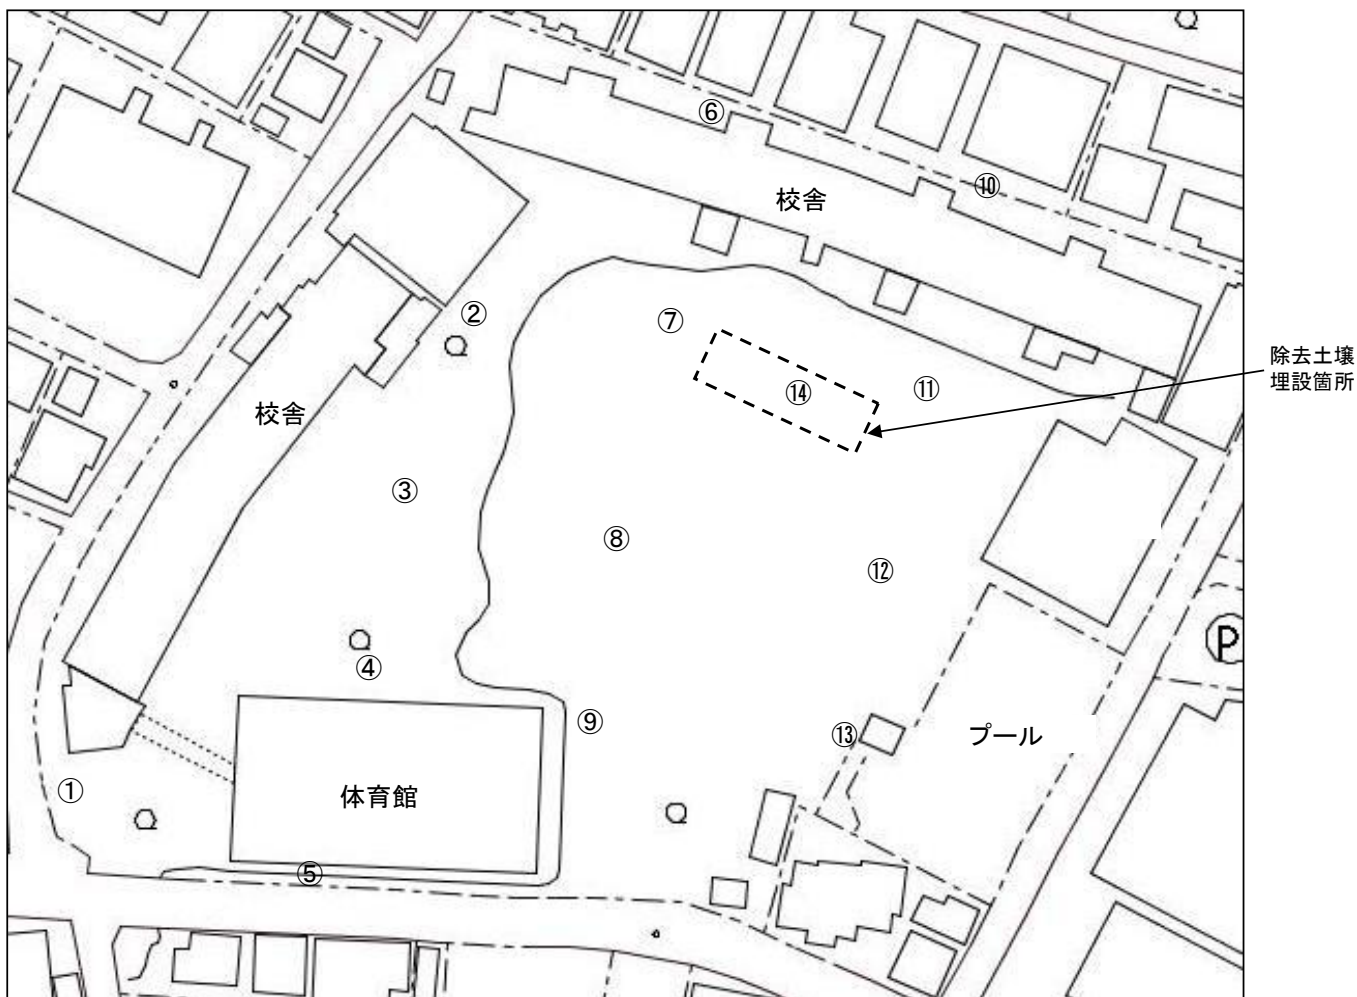 ⑥
⑩
校舎
②
⑦
除去土壌
埋設箇所
⑭
⑪
校舎
③
⑧
⑫
④
P
⑨
⑬
プール
①
体育館
⑤